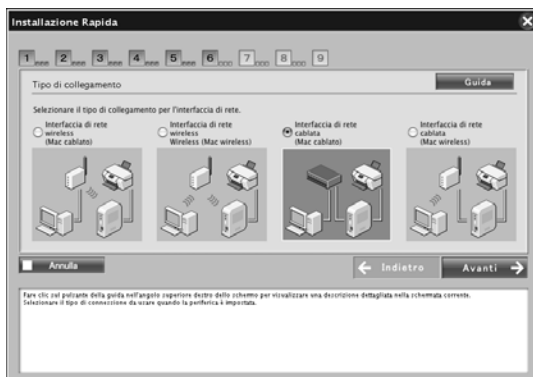 Installazione Rapida
1 2 3 4 5 6 7 8 9
Tipo di collegamento
Guida
Selezionare il tipo di collegamento per l'interfaccia di rete.
Interfaccia di rete
wireless
(Mac cablato)
Interfaccia di rete
wireless
Wireless (Mac wireless)
Interfaccia di rete
cablata
(Mac cablato)
Interfaccia di rete
cablata
(Mac wireless)
Annulla
Indietro
Avanti
Fare clic sul pulsante della guida nell'angolo superiore destro dello schermo per visualizzare una descrizione dettagliata nella schermata corrente.
Selezionare il tipo di connessione da usare quando la periferica è impostata.